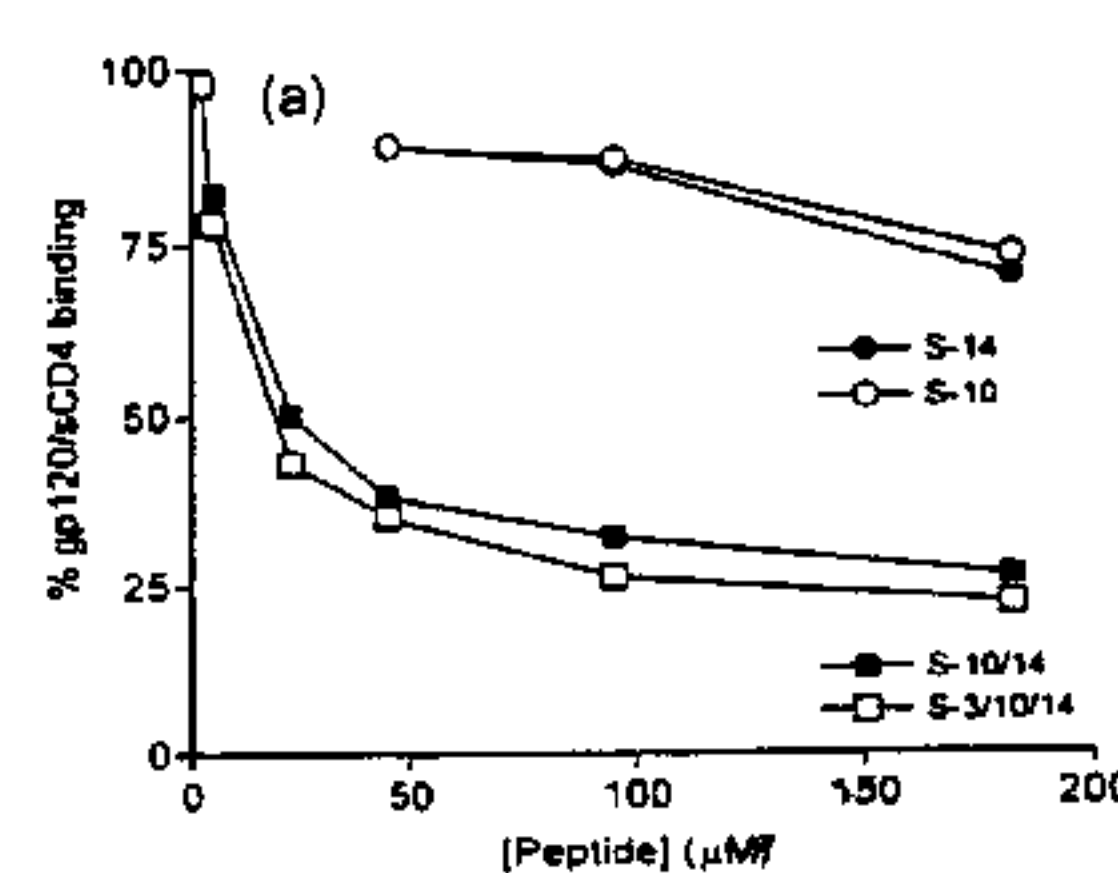 100
(a)
75
50
25
0
% gp120/sCD4 binding
S-14
S-10
S-10/14
S-3/10/14
0 50 100 150 200
[Peptide] (μM)